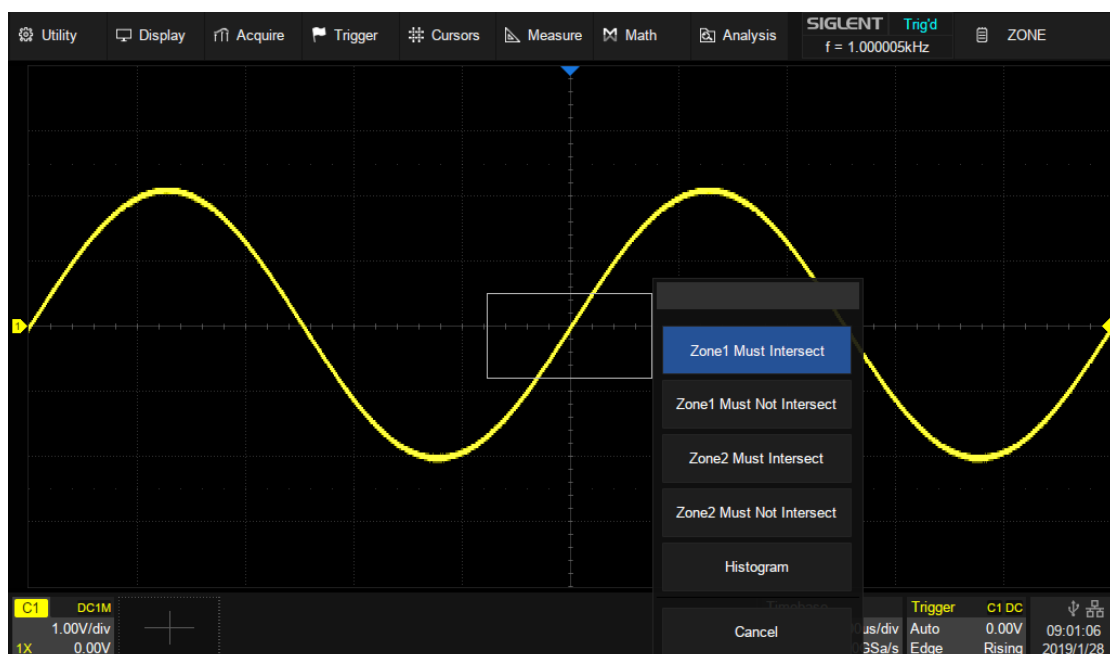 Utility Display Acquire Trigger Cursors Measure Math Analysis SIGLENT Trig'd ZONE
f = 1.000005kHz
1
Zone1 Must Intersect
Zone1 Must Not Intersect
Zone2 Must Intersect
Zone2 Must Not Intersect
Histogram
Cancel
C1 DC1M
1.00V/div
1X 0.00V
Timebase
us/div
GSa/s
Trigger C1 DC
Auto 0.00V
Edge Rising
09:01:06
2019/1/28